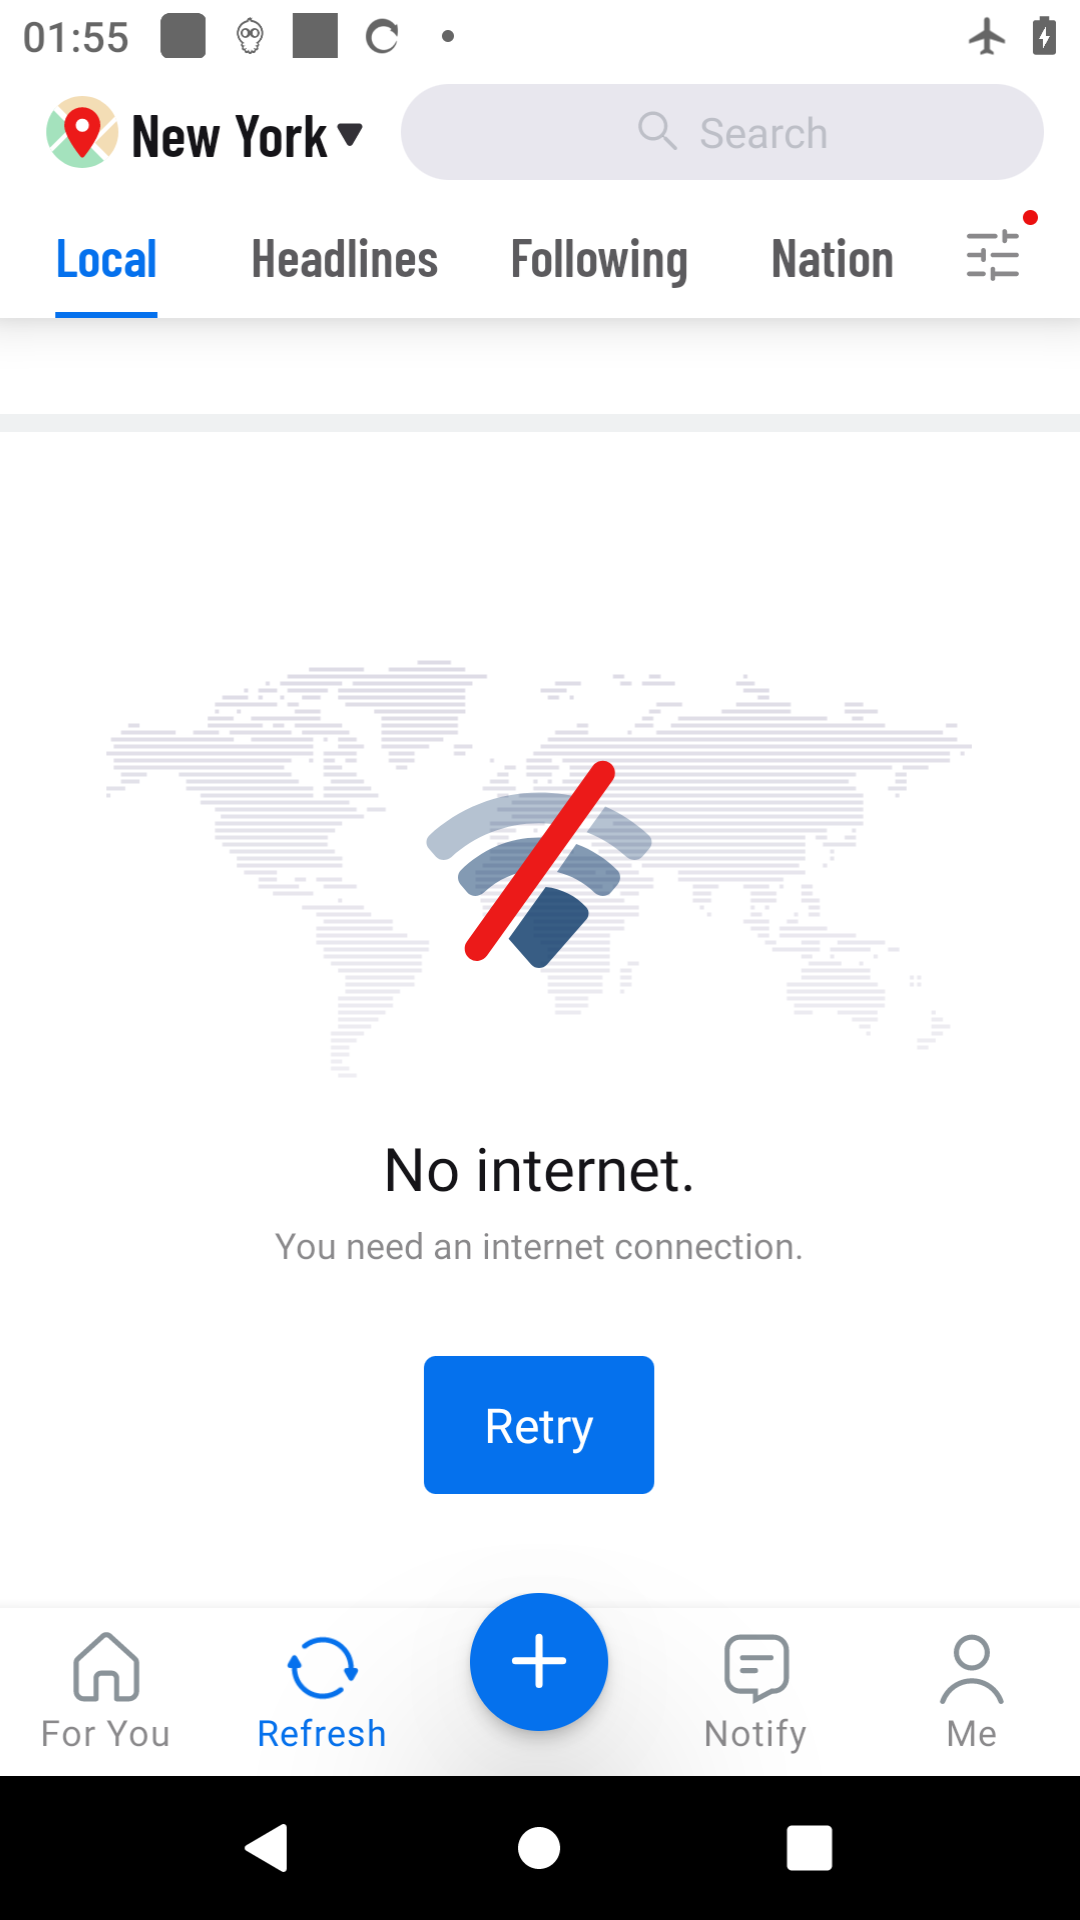 01:55
New York
Search
Local
Headlines
Following
Nation
No internet.
You need an internet connection.
Retry
For You
Refresh
Notify
Me